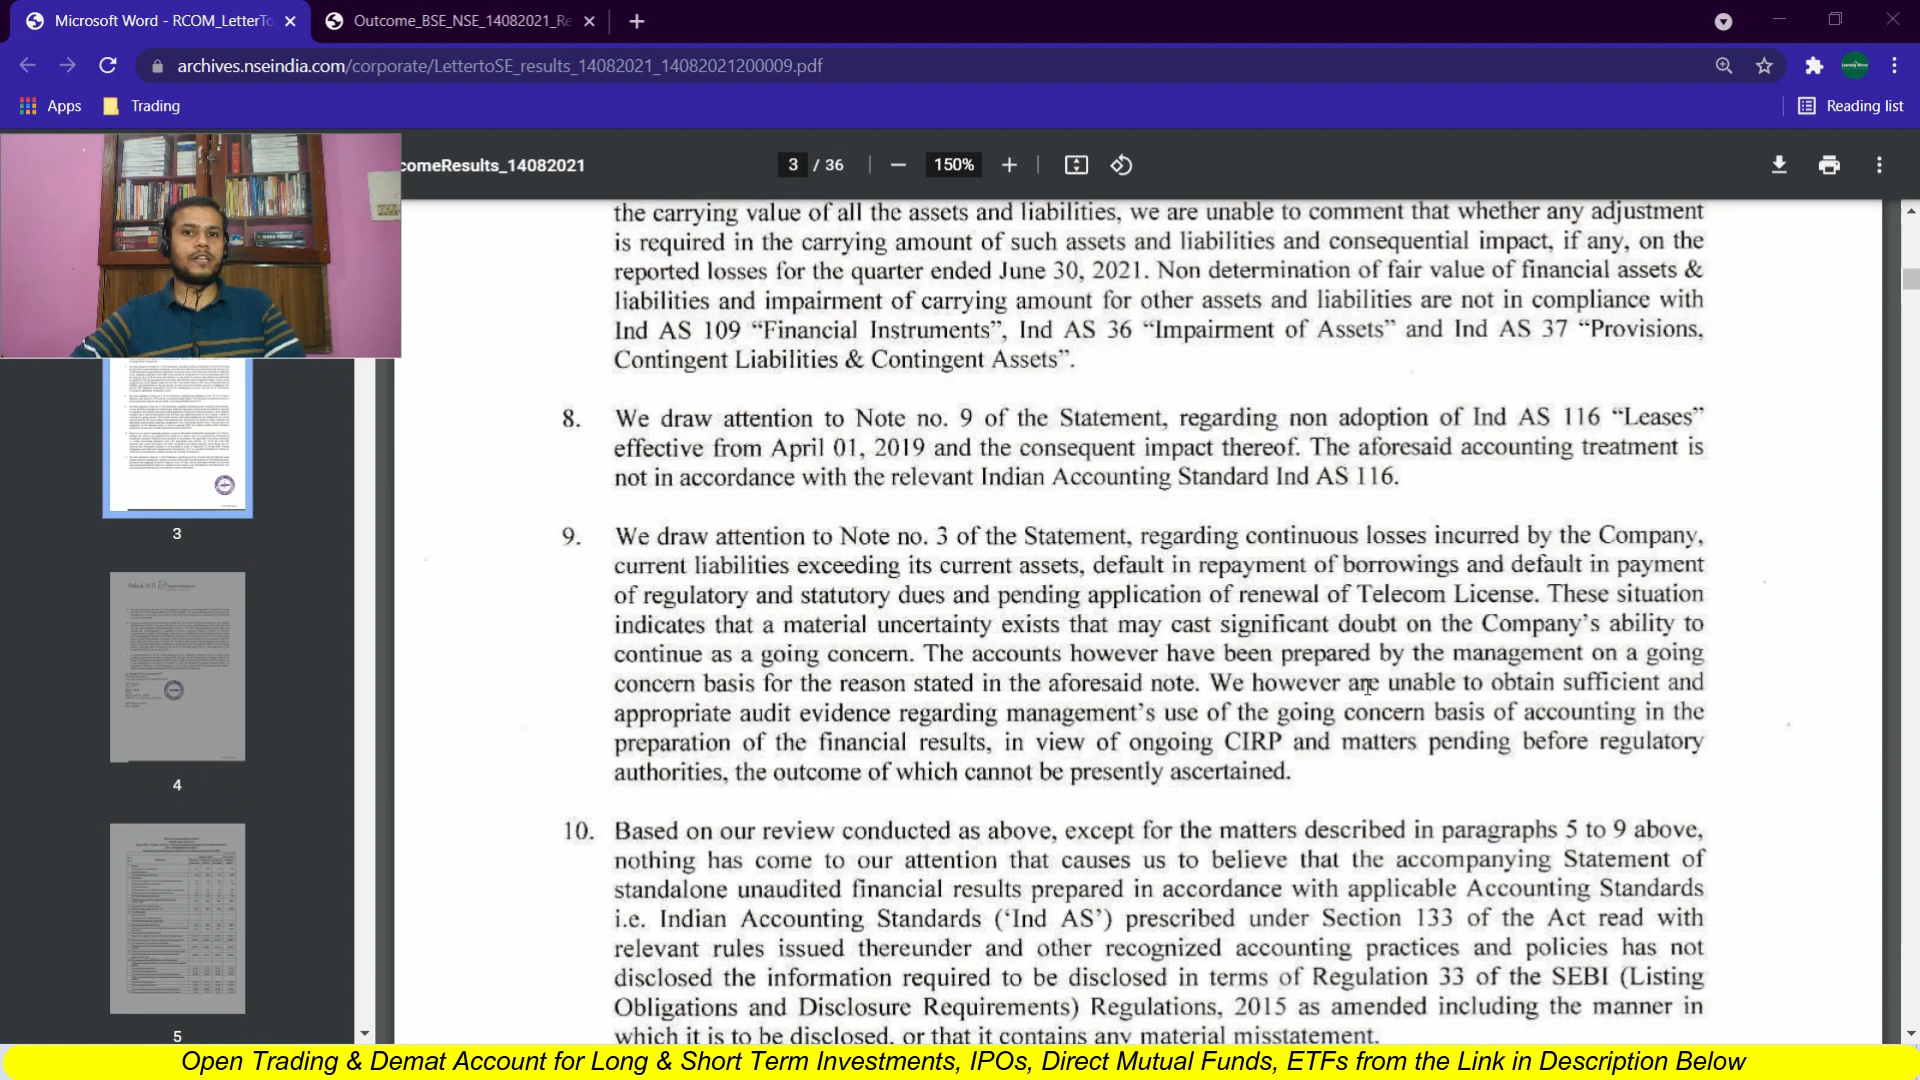 Microsoft Word - RCOM_LetterTo
Outcome_BSE_NSE_14082021_Re
archives.nseindia.com/corporate/LettertoSE_results_14082021_14082021200009.pdf
Apps
Trading
Reading list
comeResults_14082021
3 / 36
150%
the carrying value of all the assets and liabilities, we are unable to comment that whether any adjustment
is required in the carrying amount of such assets and liabilities and consequential impact, if any, on the
reported losses for the quarter ended June 30, 2021. Non determination of fair value of financial assets &
liabilities and impairment of carrying amount for other assets and liabilities are not in compliance with
Ind AS 109 “Financial Instruments”, Ind AS 36 “Impairment of Assets” and Ind AS 37 “Provisions,
Contingent Liabilities & Contingent Assets”.
8. We draw attention to Note no. 9 of the Statement, regarding non adoption of Ind AS 116 “Leases”
effective from April 01, 2019 and the consequent impact thereof. The aforesaid accounting treatment is
not in accordance with the relevant Indian Accounting Standard Ind AS 116.
9. We draw attention to Note no. 3 of the Statement, regarding continuous losses incurred by the Company,
current liabilities exceeding its current assets, default in repayment of borrowings and default in payment
of regulatory and statutory dues and pending application of renewal of Telecom License. These situation
indicates that a material uncertainty exists that may cast significant doubt on the Company’s ability to
continue as a going concern. The accounts however have been prepared by the management on a going
concern basis for the reason stated in the aforesaid note. We however are unable to obtain sufficient and
appropriate audit evidence regarding management’s use of the going concern basis of accounting in the
preparation of the financial results, in view of ongoing CIRP and matters pending before regulatory
authorities, the outcome of which cannot be presently ascertained.
10. Based on our review conducted as above, except for the matters described in paragraphs 5 to 9 above,
nothing has come to our attention that causes us to believe that the accompanying Statement of
standalone unaudited financial results prepared in accordance with applicable Accounting Standards
i.e. Indian Accounting Standards (‘Ind AS’) prescribed under Section 133 of the Act read with
relevant rules issued thereunder and other recognized accounting practices and policies has not
disclosed the information required to be disclosed in terms of Regulation 33 of the SEBI (Listing
Obligations and Disclosure Requirements) Regulations, 2015 as amended including the manner in
which it is to be disclosed, or that it contains any material misstatement.
3
4
5
Open Trading & Demat Account for Long & Short Term Investments, IPOs, Direct Mutual Funds, ETFs from the Link in Description Below